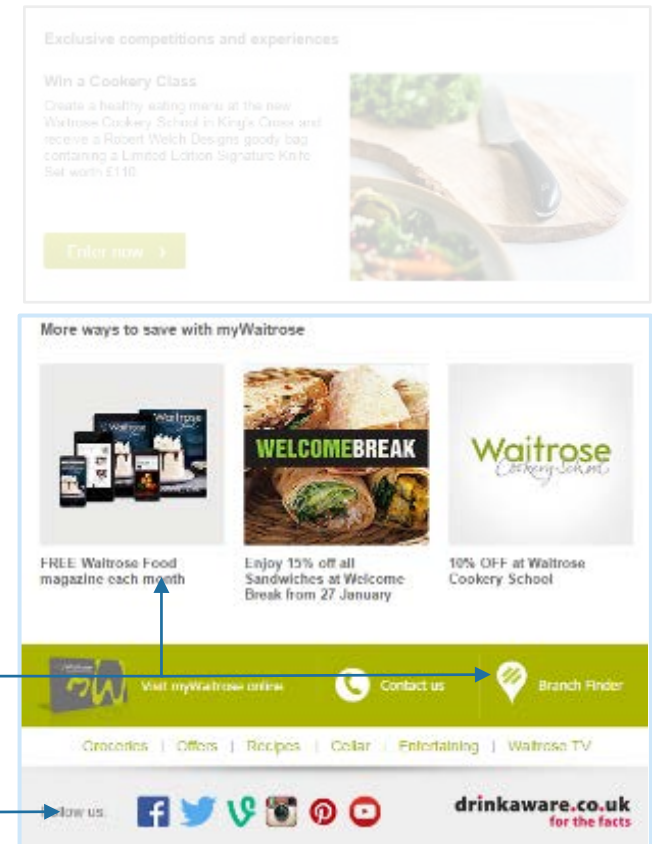 Exclusive competitions and experiences
Win a Cookery Class
Create a healthy eating menu at the new
Waitrose Cookery School in King's Cross and
receive a Robert Welch Designs goody bag
containing a Limited Edition Signature Knife
Set worth £110
Enter now
More ways to save with myWaitrose
WELCOMEBREAK
Waitrose
Cookery School
FREE Waitrose Food
magazine each month
Enjoy 15% off all
Sandwiches at Welcome
Break from 27 January
10% OFF at Waitrose
Cookery School
Visit myWaitrose online
Contact us
Branch Finder
Groceries | Offers | Recipes | Cellar | Entertaining | Waitrose TV
Follow us:
drinkaware.co.uk
for the facts